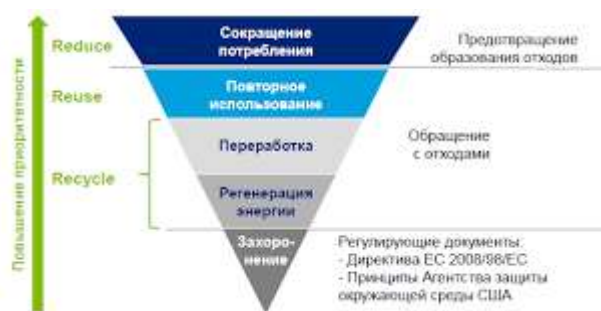 Повышение приоритетности
Reduce
Сокращение
потребления
Предотвращение
образования отходов
Reuse
Повторное
использование
Recycle
Переработка
Обращение
с отходами
Регенерация
энергии
Захоро-
нение
Регулирующие документы:
- Директива ЕС 2008/98/ЕС
- Принципы Агентства защиты
окружающей среды США